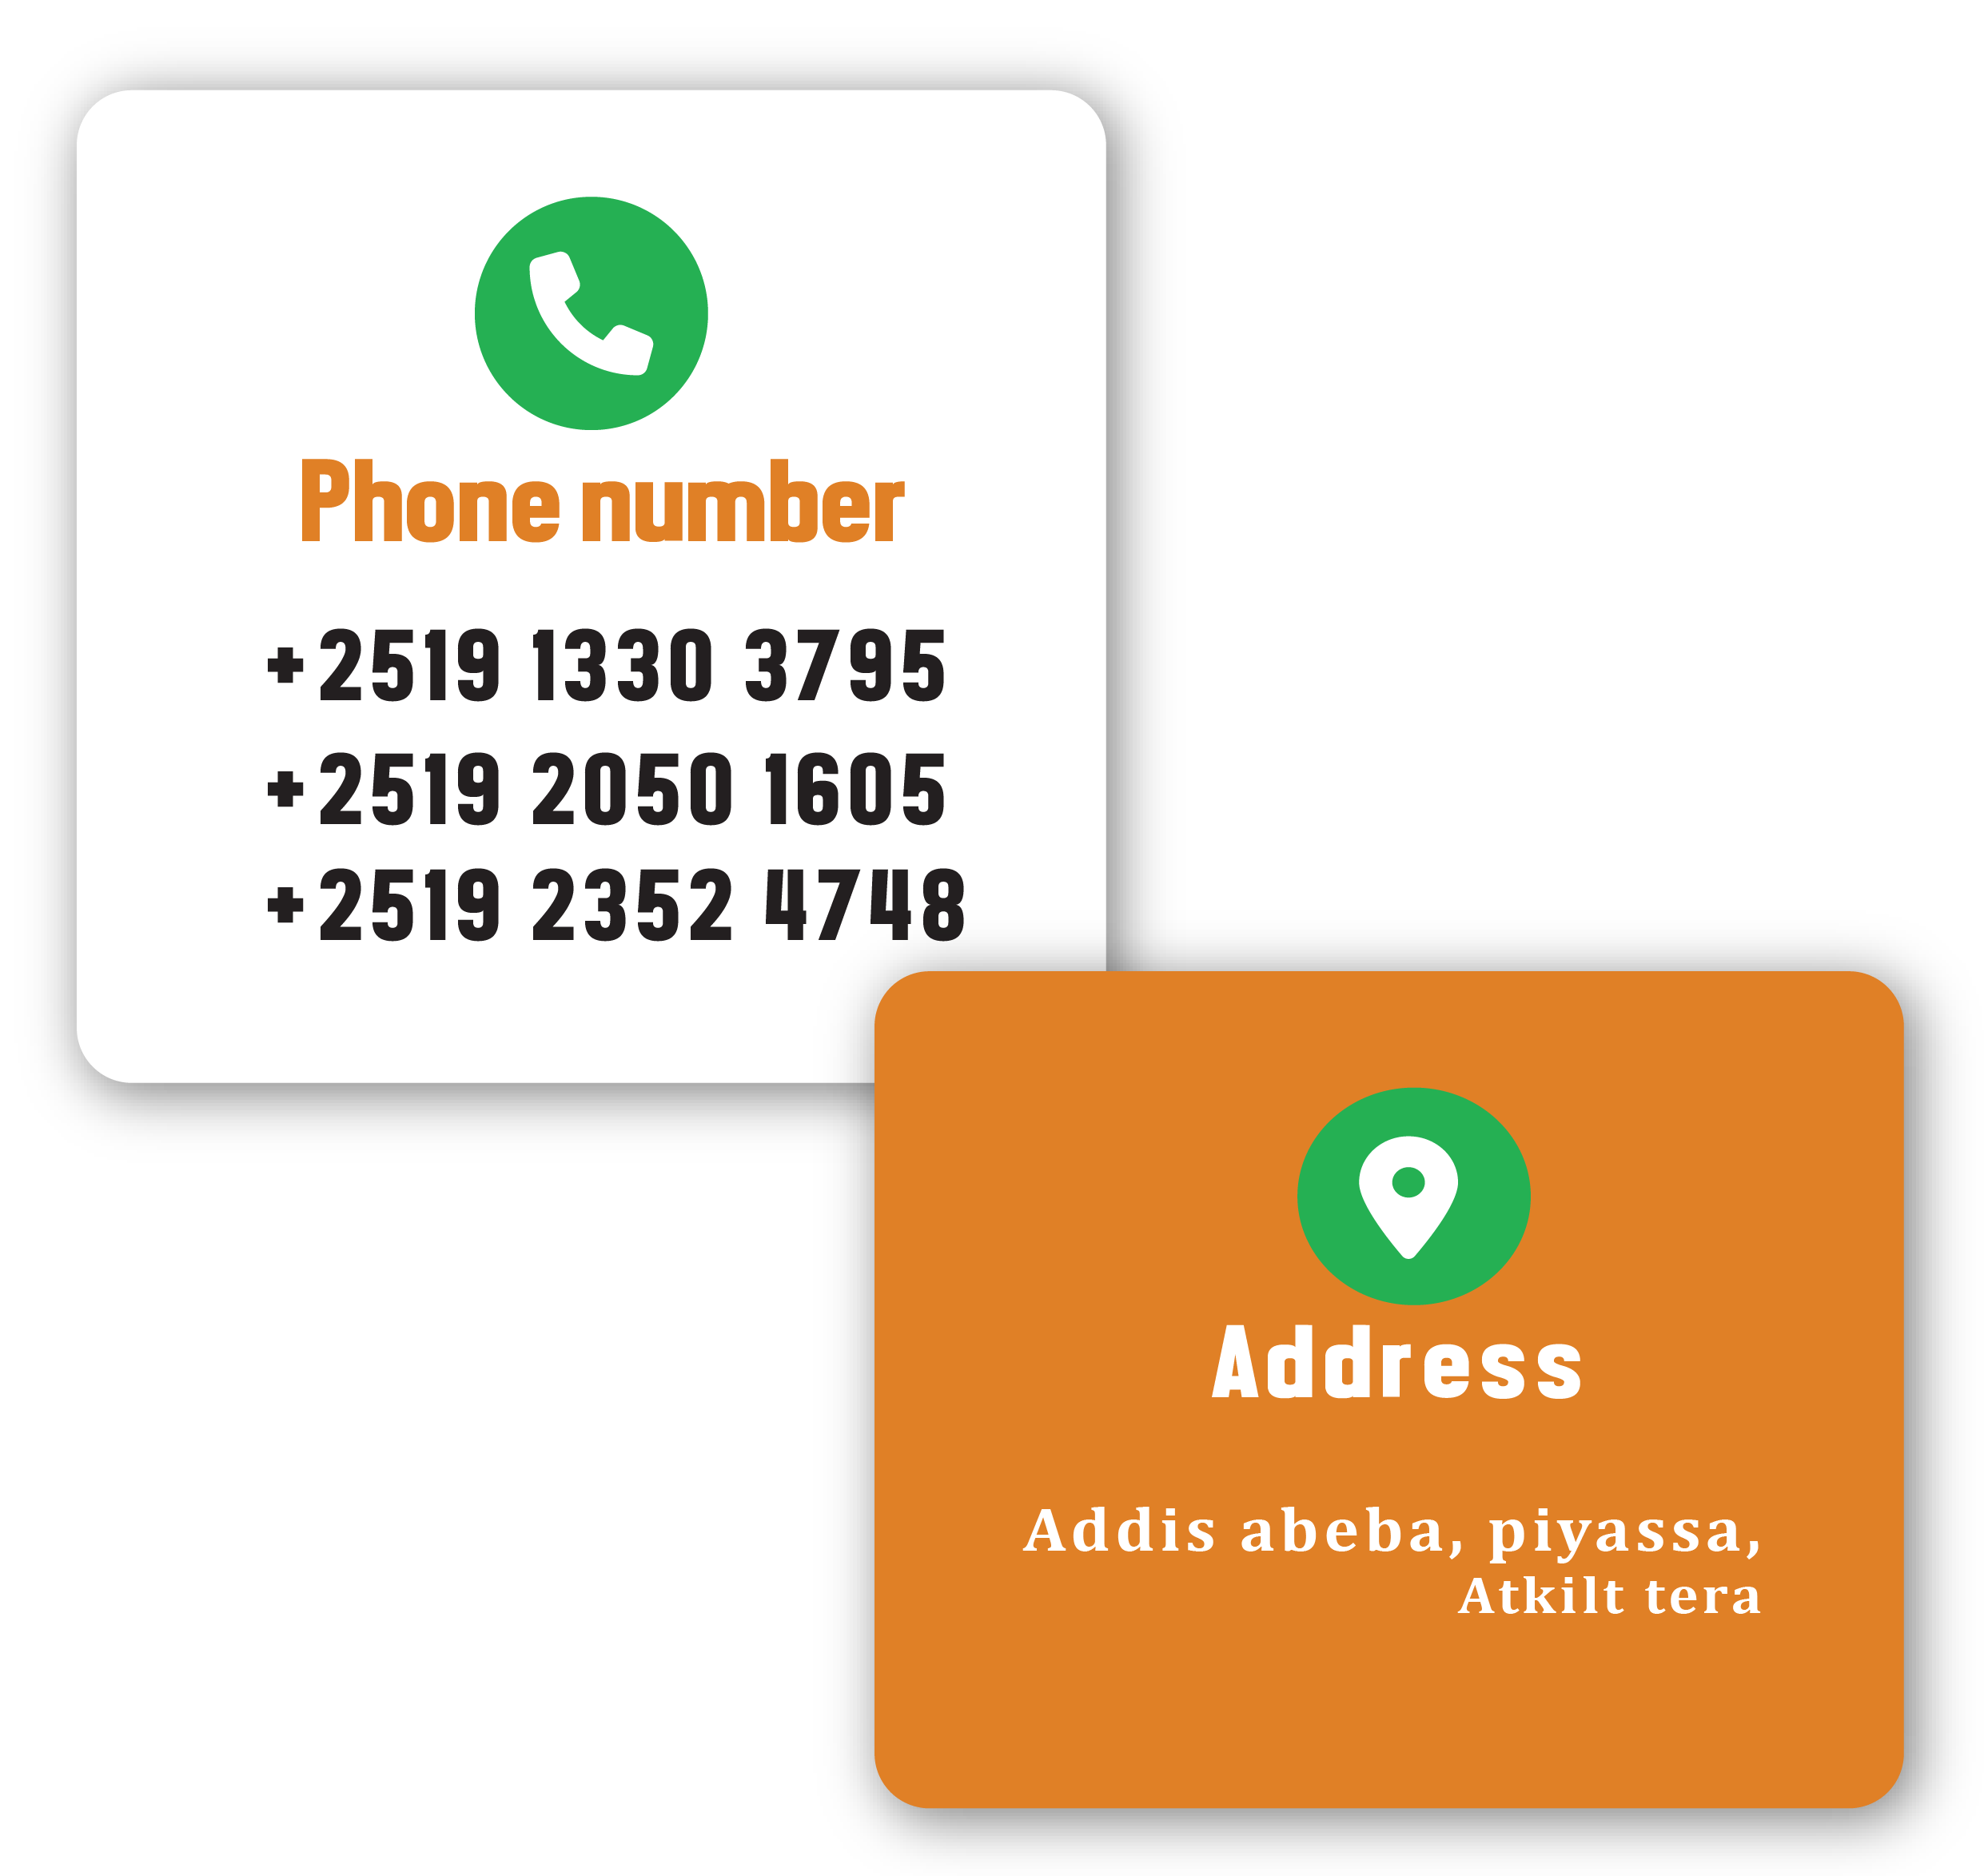 Phone number
+2519 1330 3795
+2519 2050 1605
+2519 2352 4748
Address
Addis abeba, piyassa,
Atkilt tera